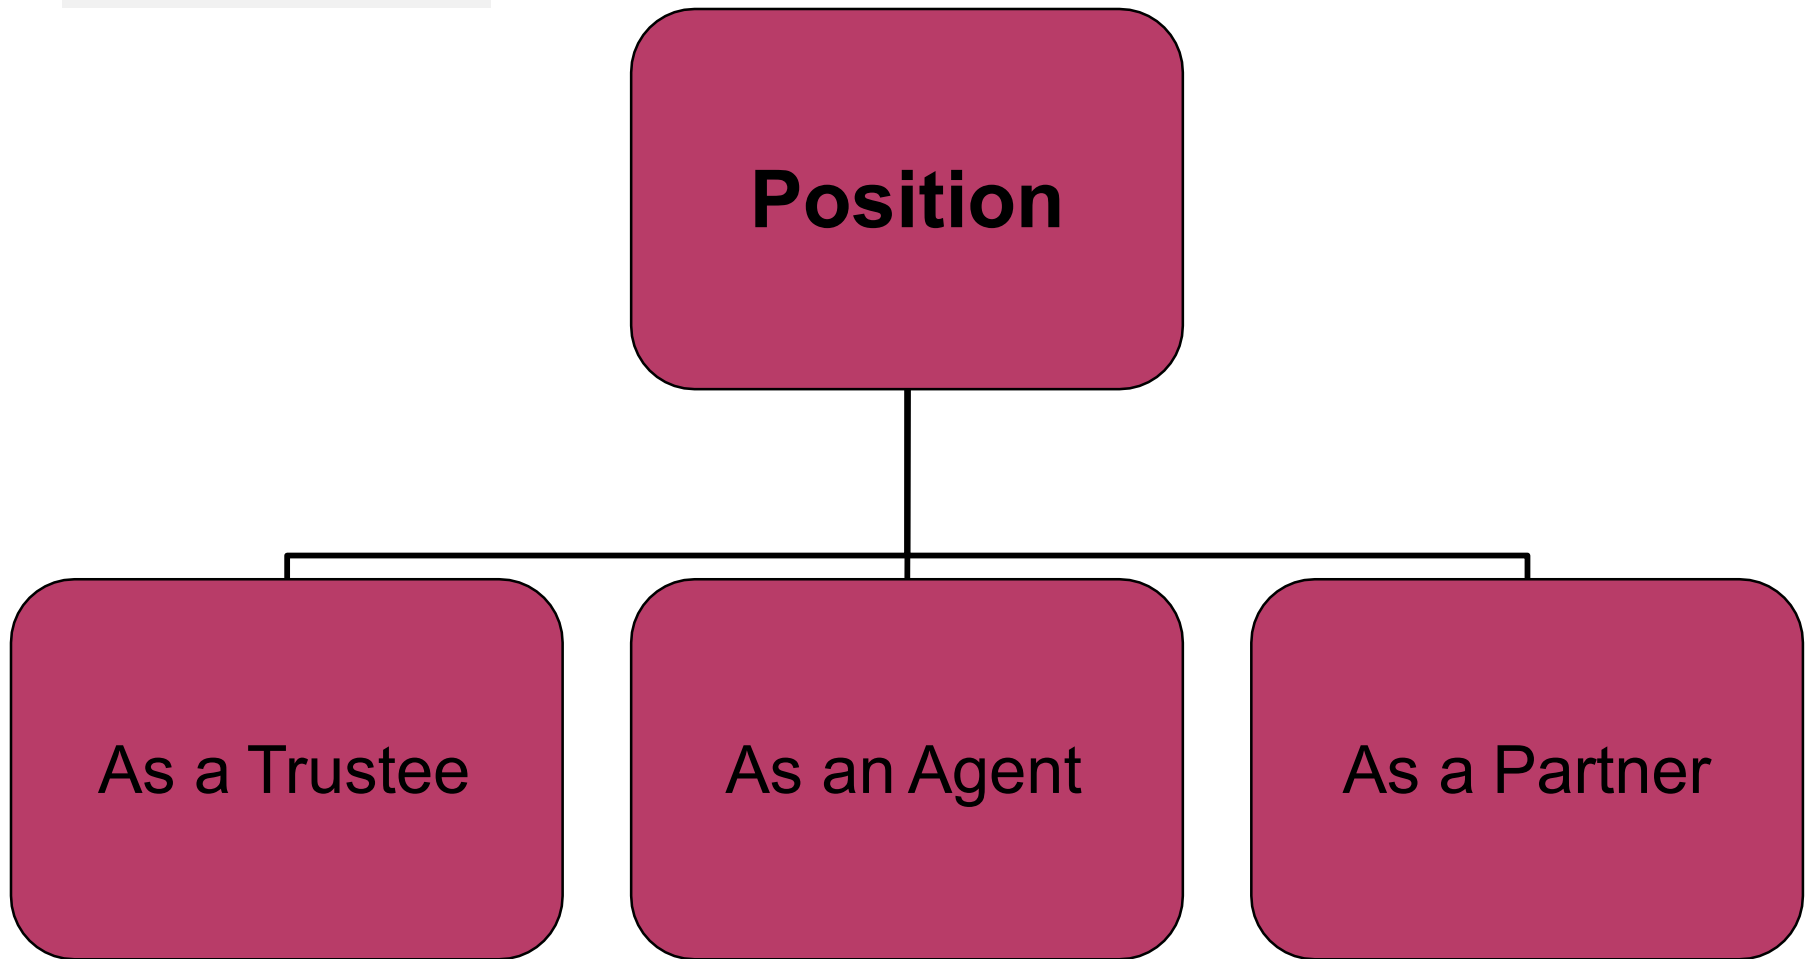 Position
As a Trustee
As an Agent
As a Partner